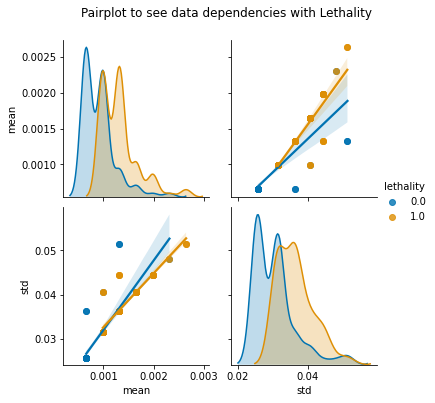 Pairplot to see data dependencies with Lethality
0.0025
0.0020
0.0015
0.0010
mean
lethality
0.0
1.0
0.05
0.04
0.03
std
0.001 0.002 0.003
mean
0.02 0.04
std